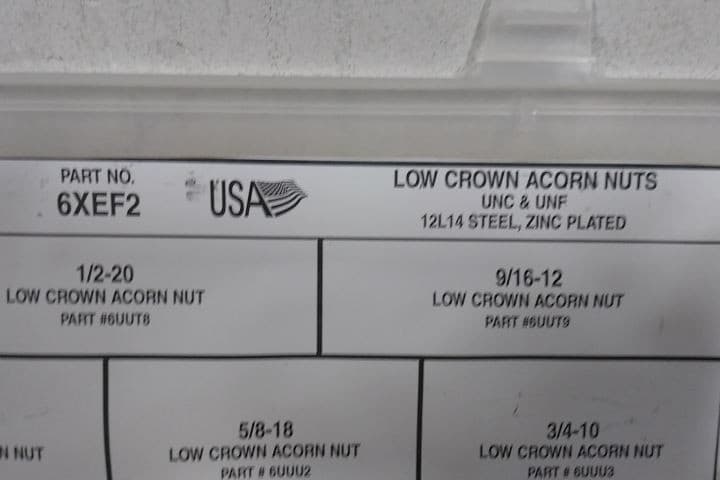 PART NO.
6XEF2
USA
LOW CROWN ACORN NUTS
UNC & UNF
12L14 STEEL, ZINC PLATED
1/2-20
LOW CROWN ACORN NUT
PART #6UUT8
9/16-12
LOW CROWN ACORN NUT
PART #6UUT9
N NUT
5/8-18
LOW CROWN ACORN NUT
PART # 6UUU2
3/4-10
LOW CROWN ACORN NUT
PART # 6UUU3